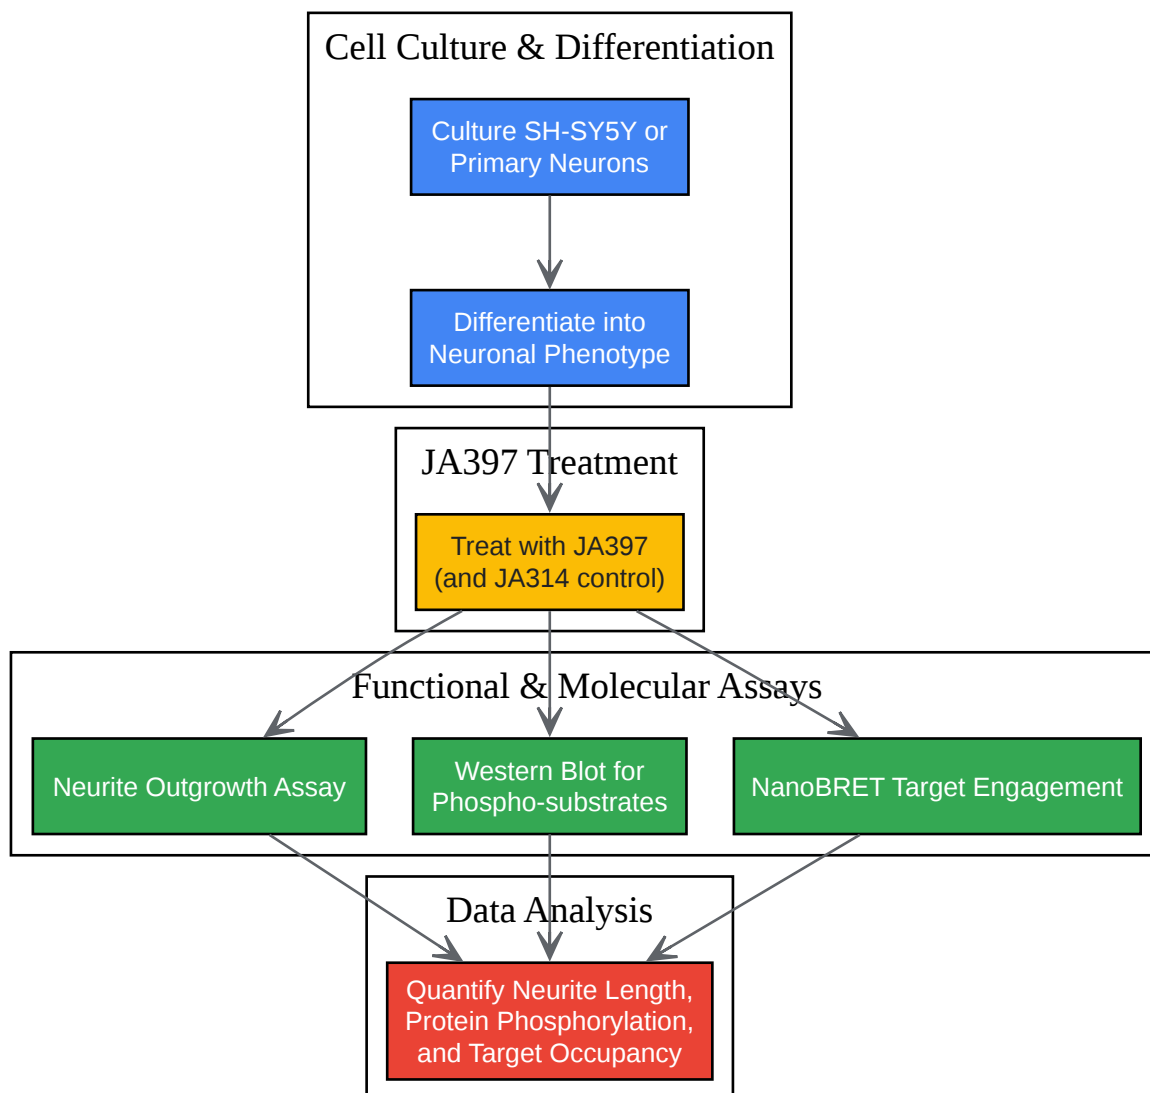 Cell Culture & Differentiation
Culture SH-SY5Y or
Primary Neurons
Differentiate into
Neuronal Phenotype
JA397 Treatment
Treat with JA397
(and JA314 control)
Functional & Molecular Assays
Neurite Outgrowth Assay
Western Blot for
Phospho-substrates
NanoBRET Target Engagement
Data Analysis
Quantify Neurite Length,
Protein Phosphorylation,
and Target Occupancy